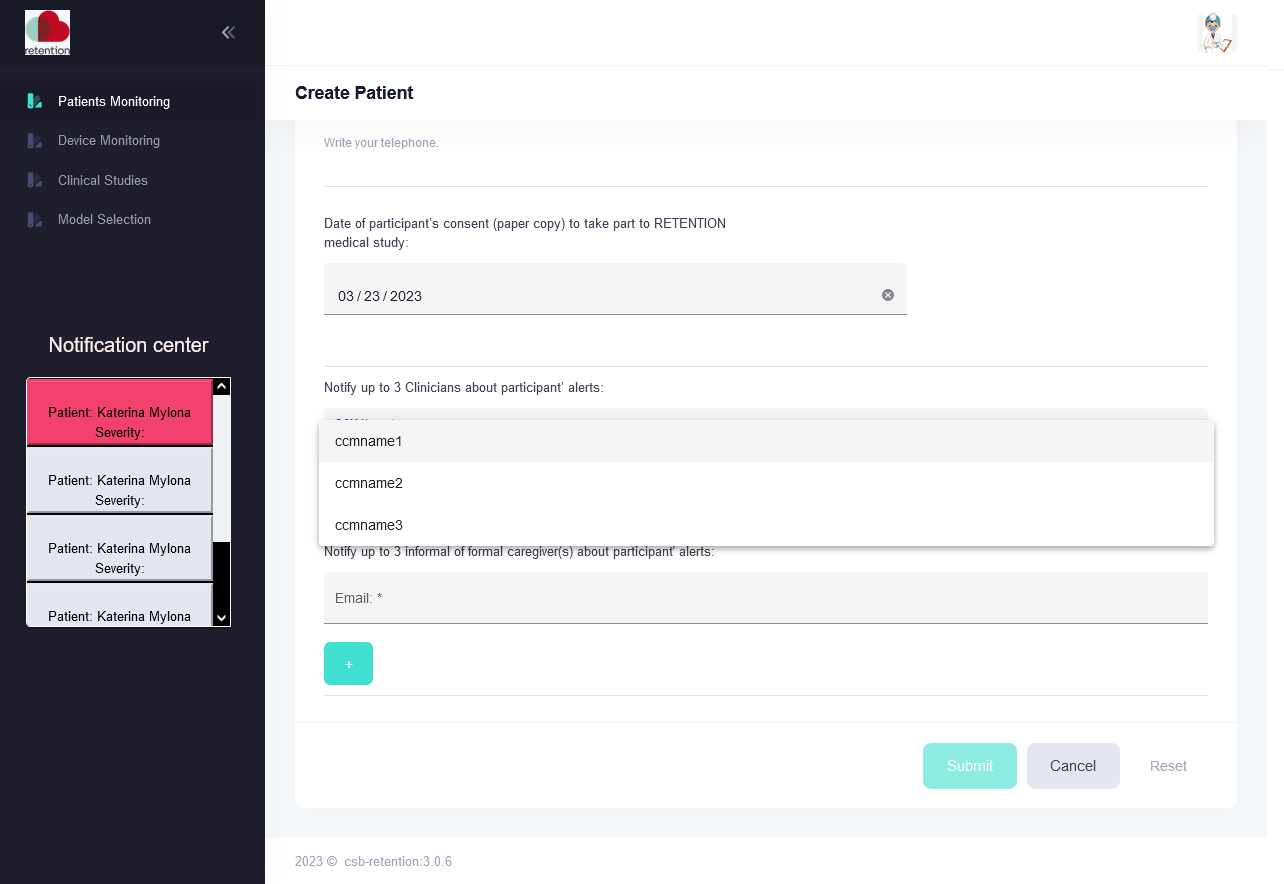 retention
Patients Monitoring
Device Monitoring
Clinical Studies
Model Selection
Notification center
Patient: Katerina Mylona
Severity:
Patient: Katerina Mylona
Severity:
Patient: Katerina Mylona
Severity:
Patient: Katerina Mylona
Create Patient
Write your telephone.
Date of participant's consent (paper copy) to take part to RETENTION
medical study:
03 / 23 / 2023
Notify up to 3 Clinicians about participant' alerts:
ccmname1
ccmname2
ccmname3
Notify up to 3 informal of formal caregiver(s) about participant' alerts:
Email: *
+
Submit
Cancel
Reset
2023 © csb-retention:3.0.6